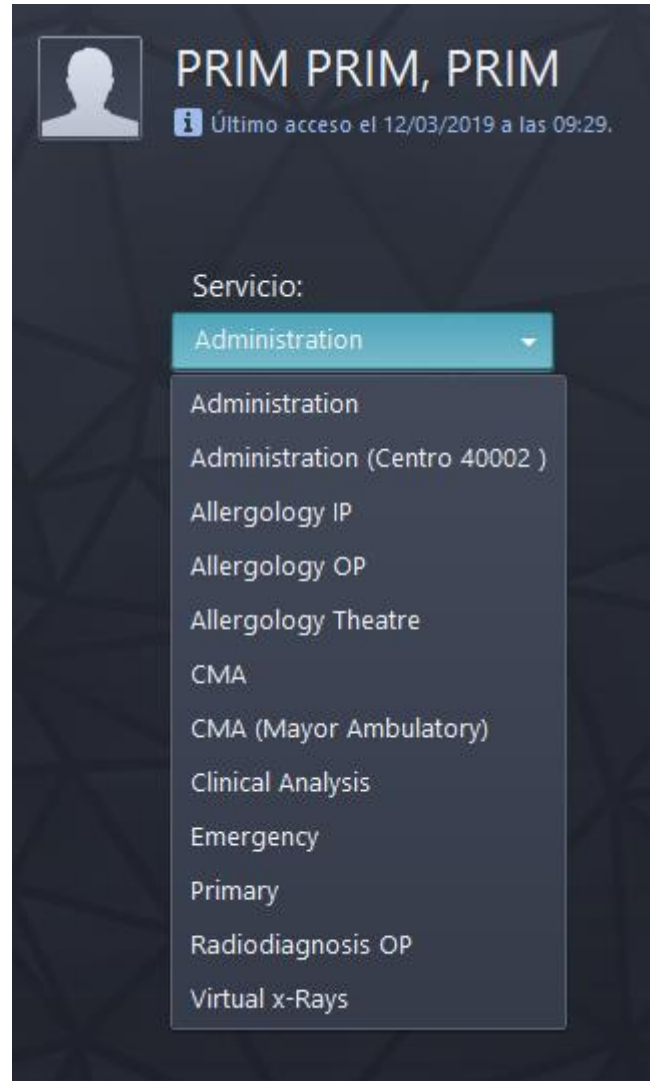 PRIM PRIM, PRIM
i Último acceso el 12/03/2019 a las 09:29.
Servicio:
Administration
Administration
Administration (Centro 40002 )
Allergology IP
Allergology OP
Allergology Theatre
CMA
CMA (Mayor Ambulatory)
Clinical Analysis
Emergency
Primary
Radiodiagnosis OP
Virtual x-Rays